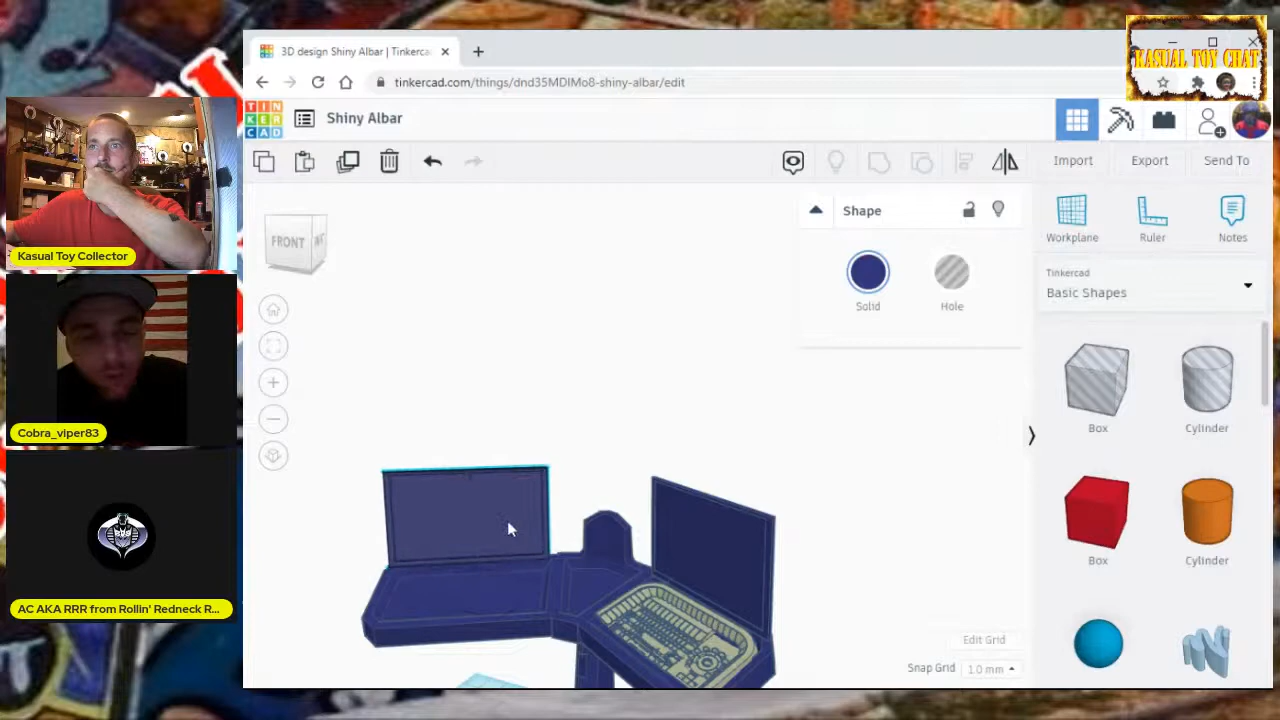 KASUAL TOY CHAT
3D design Shiny Albar | Tinkerca
tinkercad.com/things/dnd35MDIMo8-shiny-albar/edit
TIN
KER
CAD
Shiny Albar
Import
Export
Send To
Shape
Solid
Hole
Workplane
Ruler
Notes
Tinkercad
Basic Shapes
Box
Cylinder
Box
Cylinder
FRONT
Edit Grid
Snap Grid
1.0 mm
Kasual Toy Collector
Cobra_viper83
AC AKA RRR from Rollin' Redneck R...